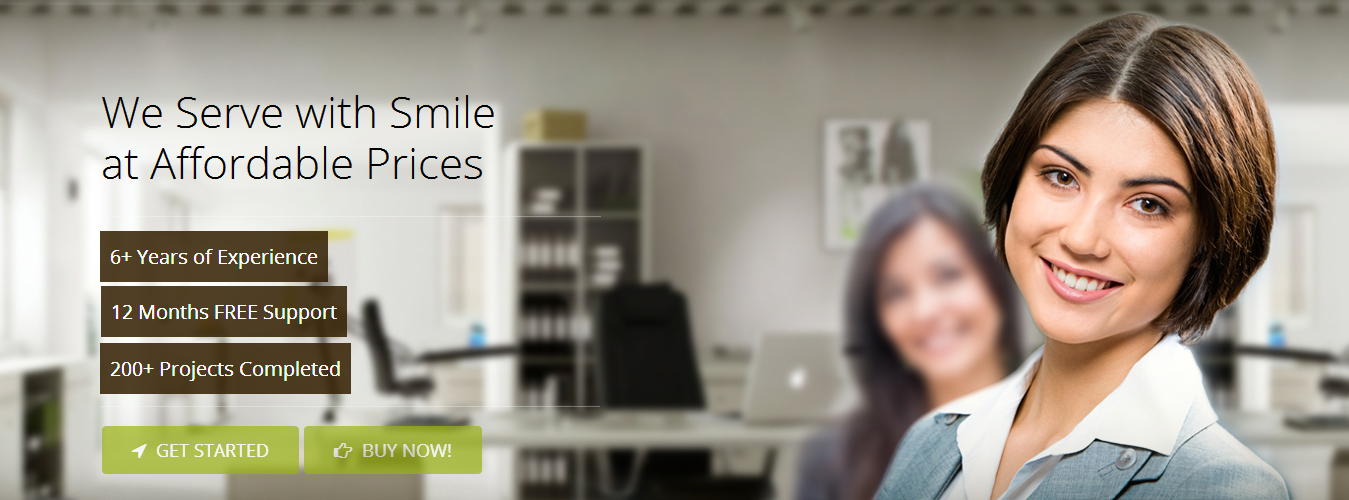 We Serve with Smile
at Affordable Prices
6+ Years of Experience
12 Months FREE Support
200+ Projects Completed
GET STARTED
BUY NOW!